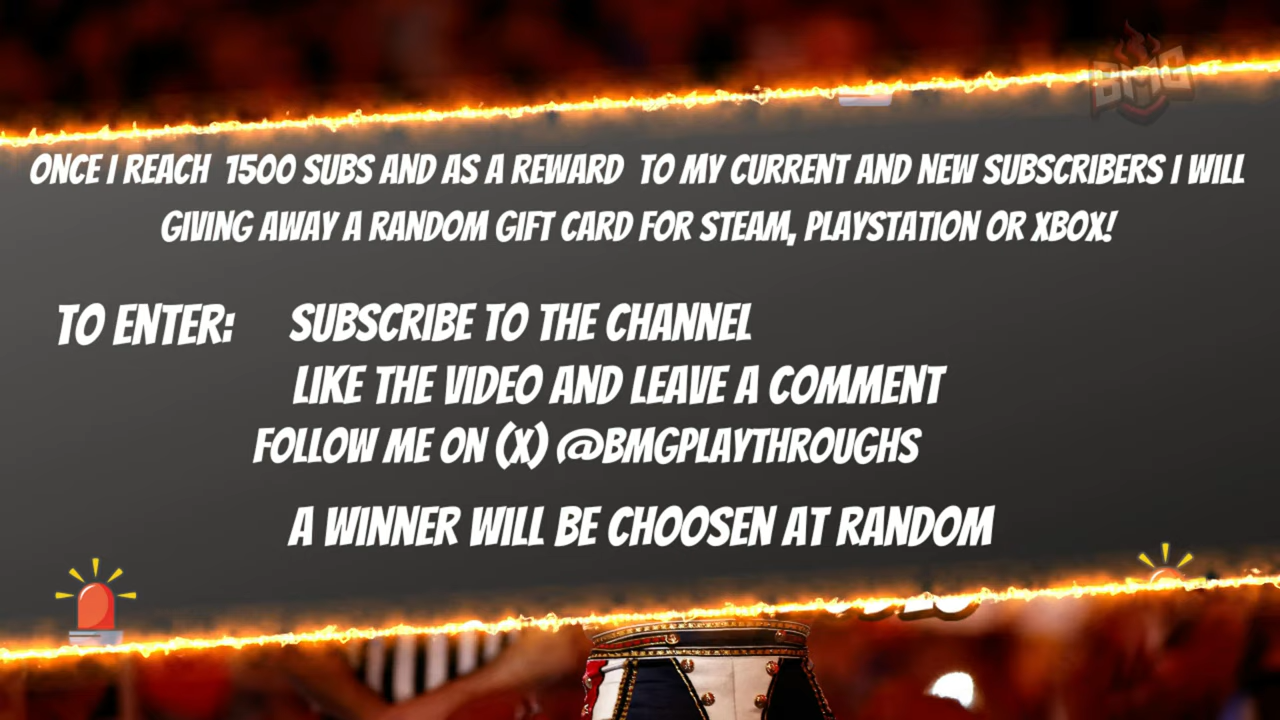 BMG
ONCE I REACH 1500 SUBS AND AS A REWARD TO MY CURRENT AND NEW SUBSCRIBERS I WILL
GIVING AWAY A RANDOM GIFT CARD FOR STEAM, PLAYSTATION OR XBOX!
TO ENTER: SUBSCRIBE TO THE CHANNEL
LIKE THE VIDEO AND LEAVE A COMMENT
FOLLOW ME ON (X) @BMGPLAYTHROUGHS
A WINNER WILL BE CHOOSEN AT RANDOM